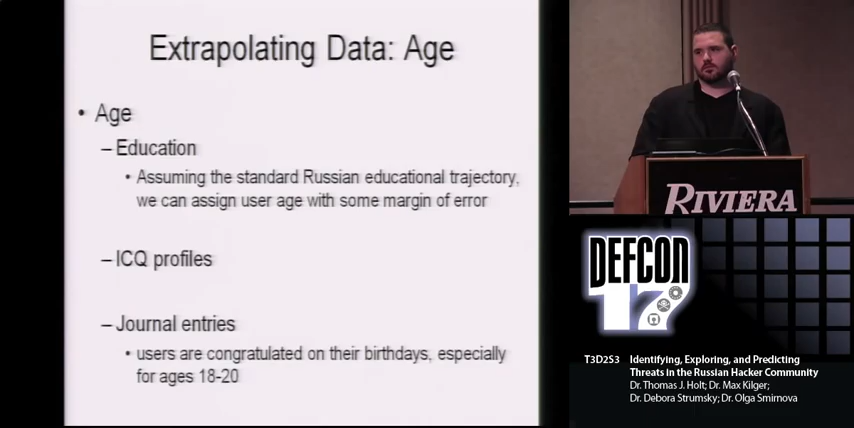 Extrapolating Data: Age
• Age
– Education
• Assuming the standard Russian educational trajectory,
we can assign user age with some margin of error
– ICQ profiles
– Journal entries
• users are congratulated on their birthdays, especially
for ages 18-20
RIVIERA
DEFCON
17
T3D2S3 Identifying, Exploring, and Predicting
Threats in the Russian Hacker Community
Dr. Thomas J. Holt; Dr. Max Kilger;
Dr. Debora Strumsky; Dr. Olga Smirnova